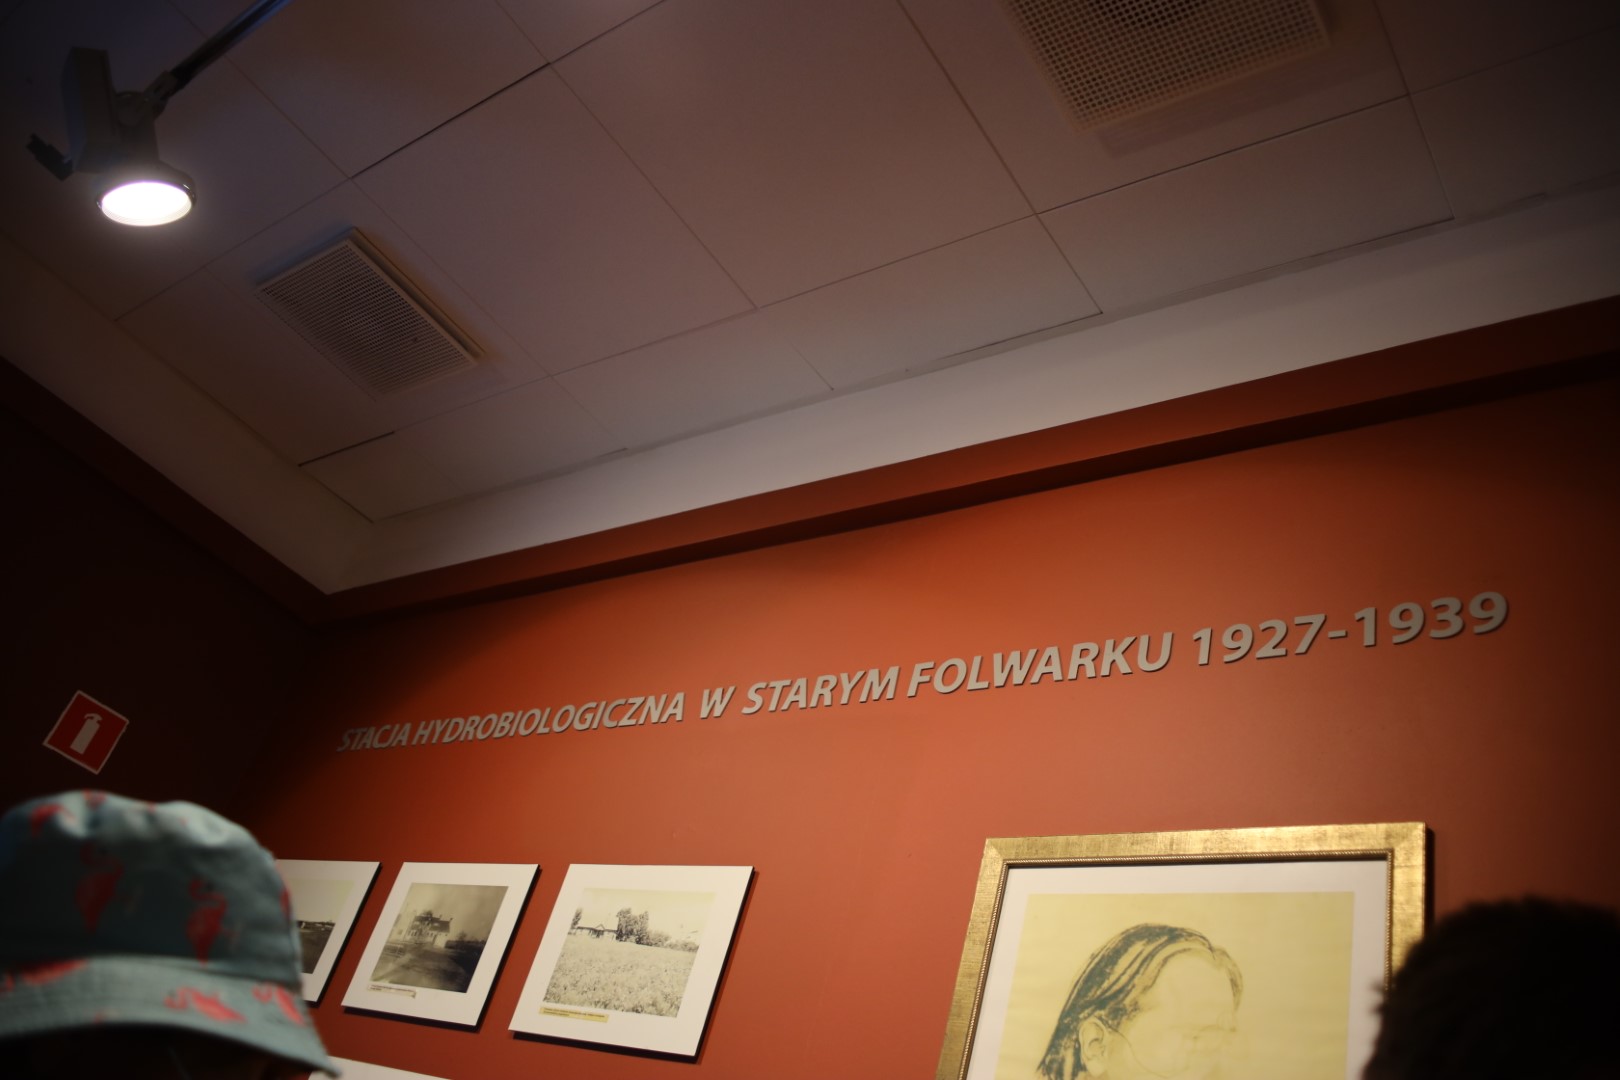 STACJA HYDROBIOLOGICZNA W STARYM FOLWARKU 1927-1939